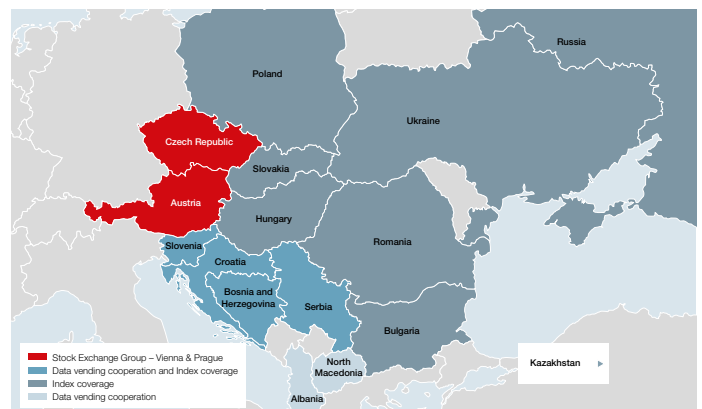 Russia
Poland
Ukraine
Czech Republic
Slovakia
Austria
Hungary
Romania
Slovenia
Croatia
Bosnia and
Herzegovina
Serbia
Bulgaria
North
Macedonia
Albania
Kazakhstan
Stock Exchange Group – Vienna & Prague
Data vending cooperation and Index coverage
Index coverage
Data vending cooperation